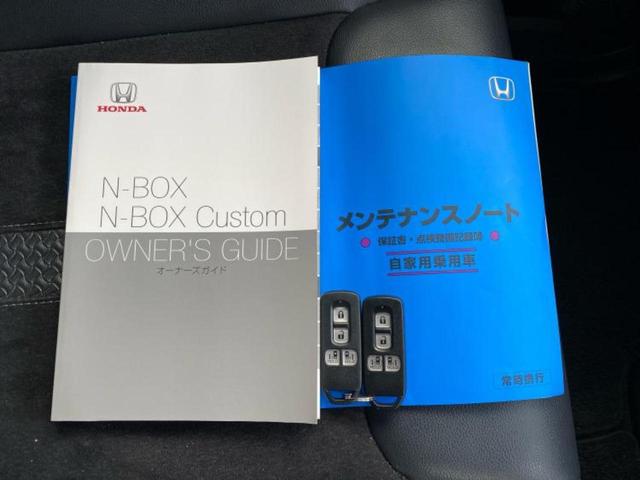 HONDA
N-BOX
N-BOX Custom
OWNER'S GUIDE
オーナーズガイド
メンテナンスノート
保証書・点検整備記録簿
自家用乗用車
常時携行